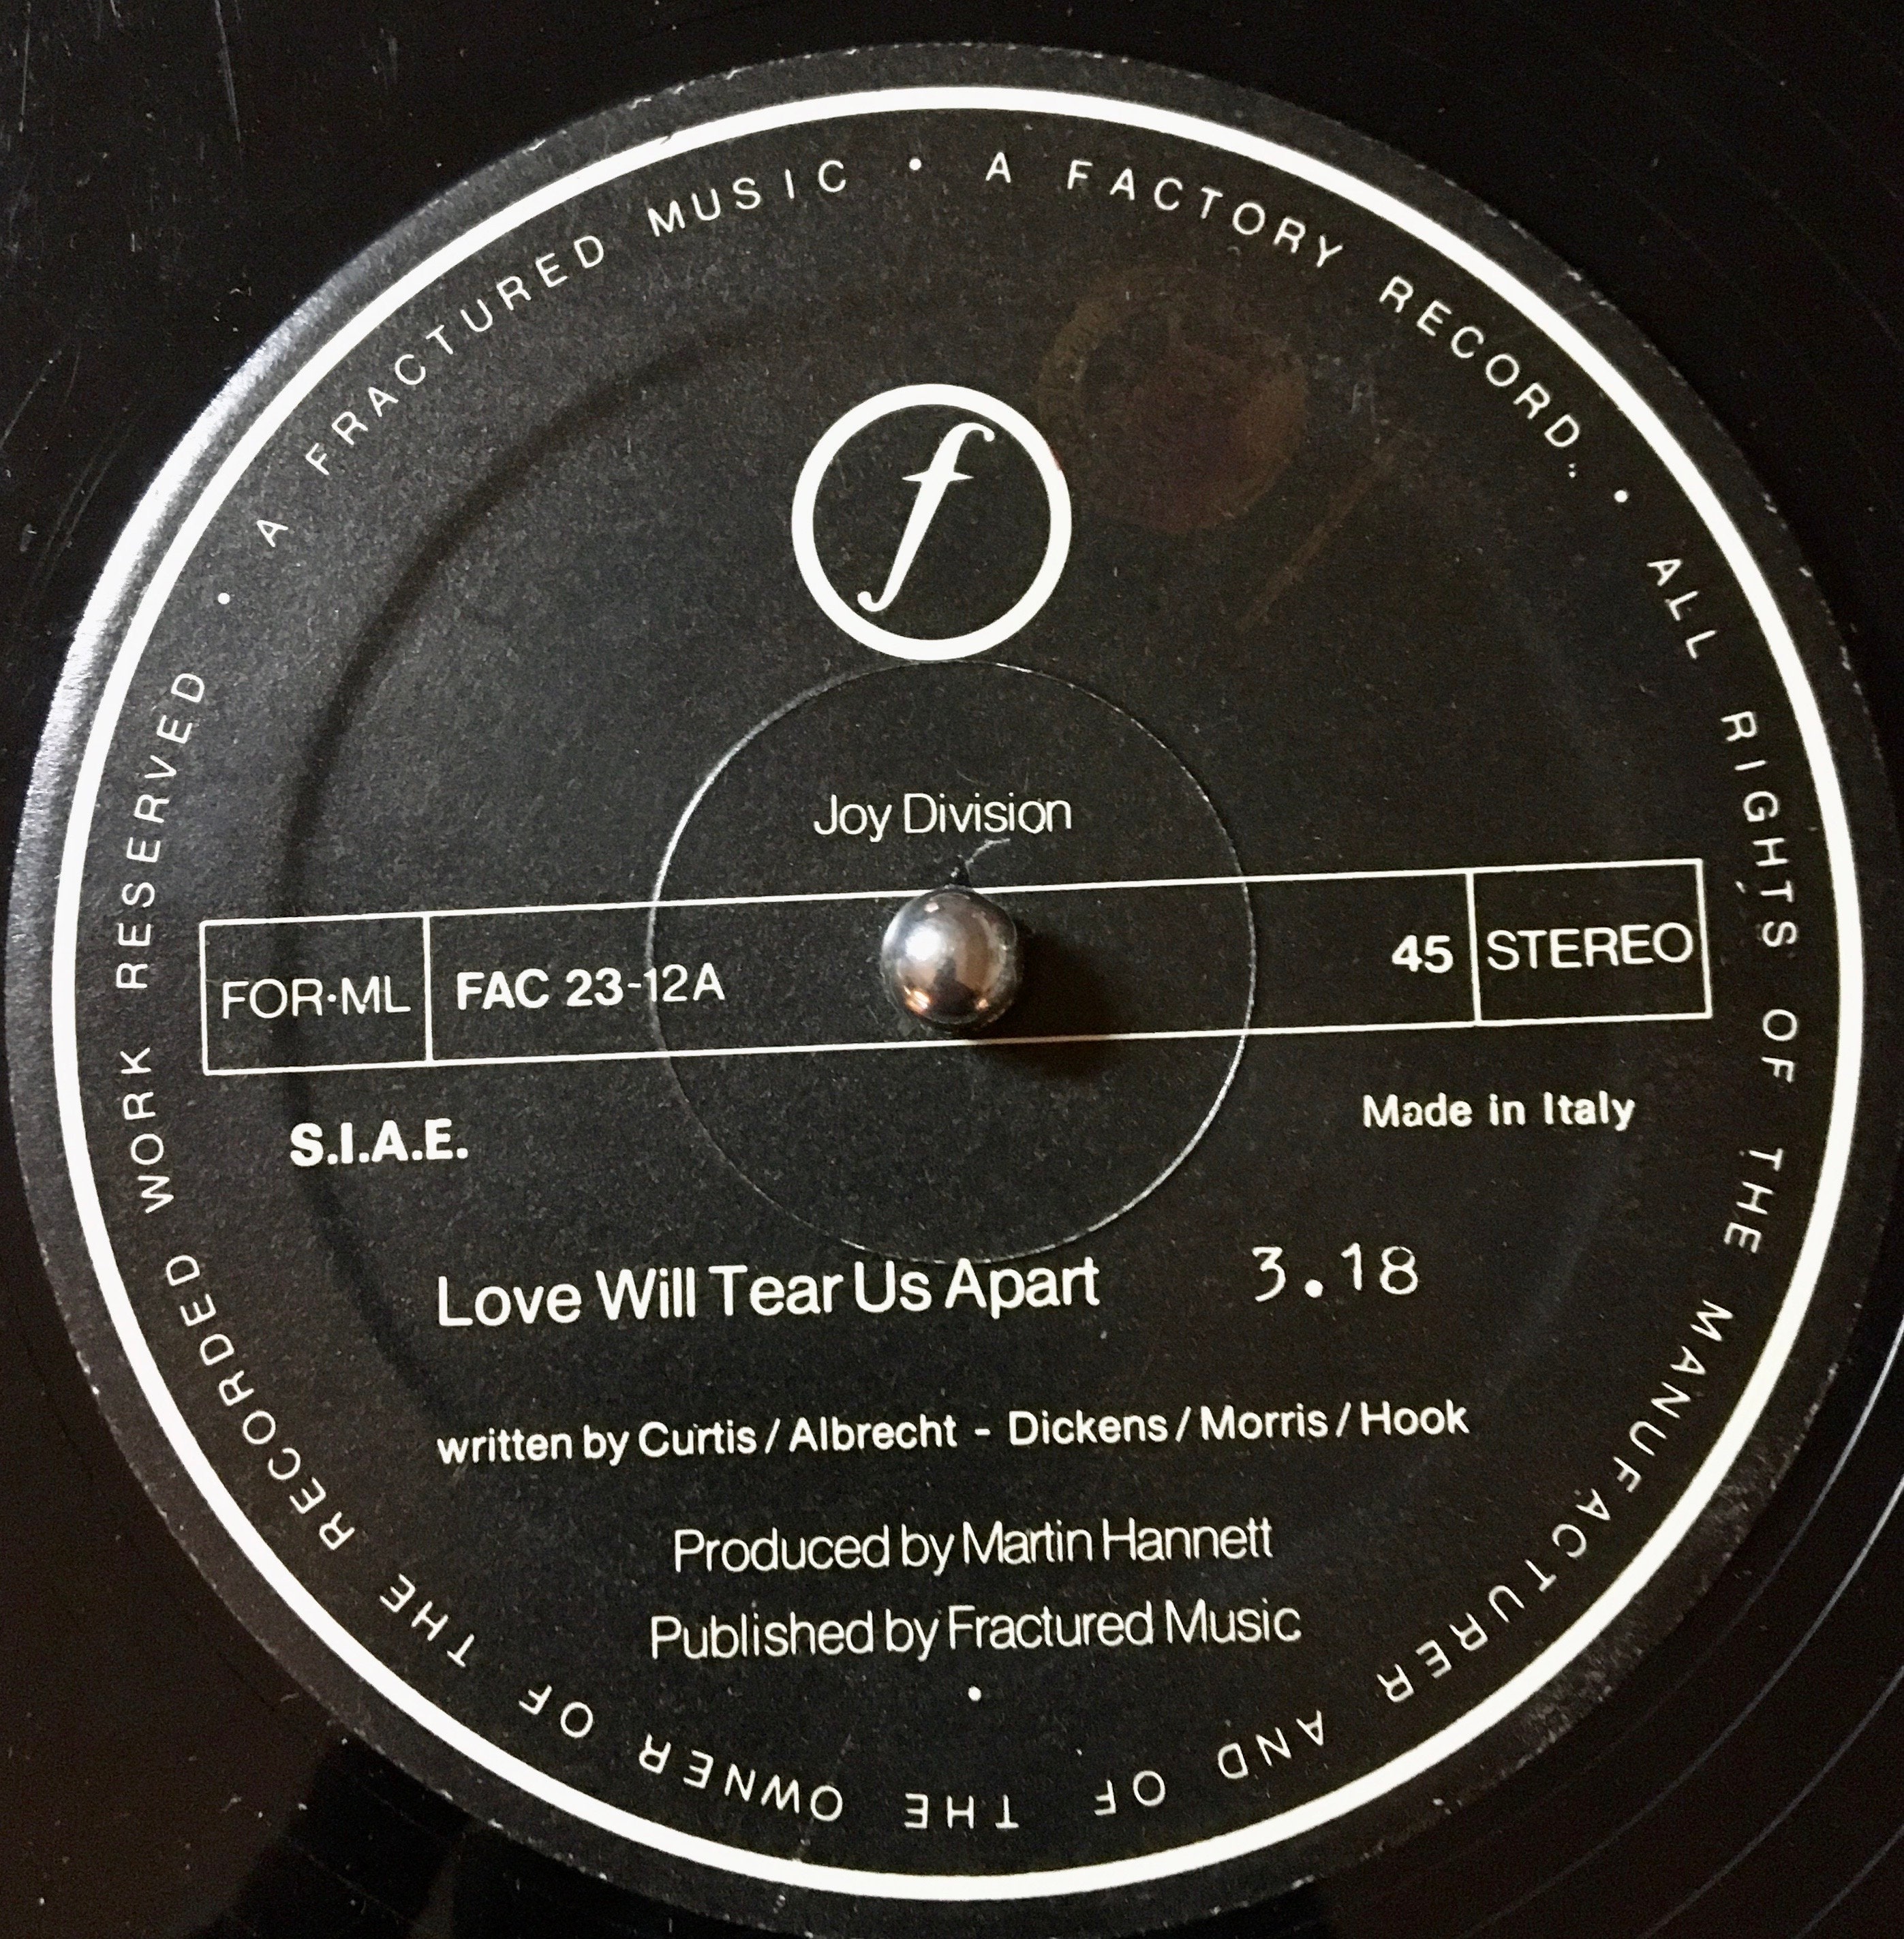 A FRACTURED MUSIC • A FACTORY RECORD. • ALL RIGHTS OF THE MANUFACTURER AND OF THE OWNER OF THE RECORDED WORK RESERVED •
f
Joy Division
FOR·ML FAC 23-12A 45 STEREO
S.I.A.E. Made in Italy
Love Will Tear Us Apart 3.18
written by Curtis / Albrecht - Dickens / Morris / Hook
Produced by Martin Hannett
Published by Fractured Music